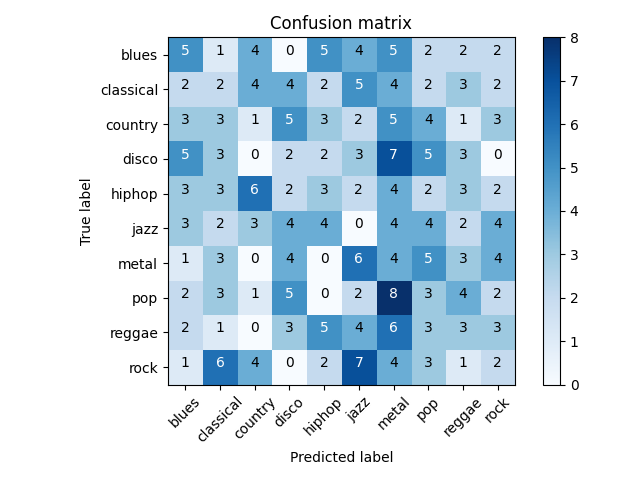 Confusion matrix
True label
blues 5 1 4 0 5 4 5 2 2 2
classical 2 2 4 4 2 5 4 2 3 2
country 3 3 1 5 3 2 5 4 1 3
disco 5 3 0 2 2 3 7 5 3 0
hiphop 3 3 6 2 3 2 4 2 3 2
jazz 3 2 3 4 4 0 4 4 2 4
metal 1 3 0 4 0 6 4 5 3 4
pop 2 3 1 5 0 2 8 3 4 2
reggae 2 1 0 3 5 4 6 3 3 3
rock 1 6 4 0 2 7 4 3 1 2
blues classical country disco hiphop jazz metal pop reggae rock
Predicted label
8
7
6
5
4
3
2
1
0